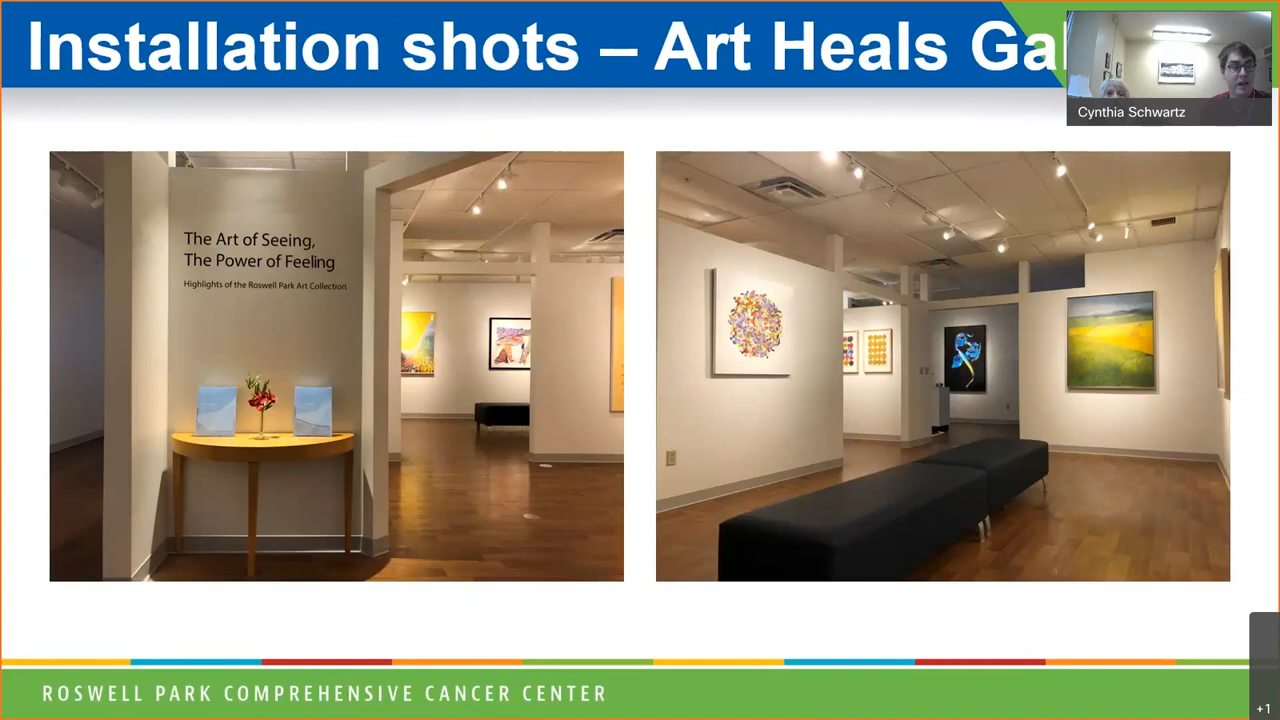 Installation shots – Art Heals Gal
Cynthia Schwartz
The Art of Seeing,
The Power of Feeling
Highlights of the Roswell Park Art Collection
ROSWELL PARK COMPREHENSIVE CANCER CENTER
+1